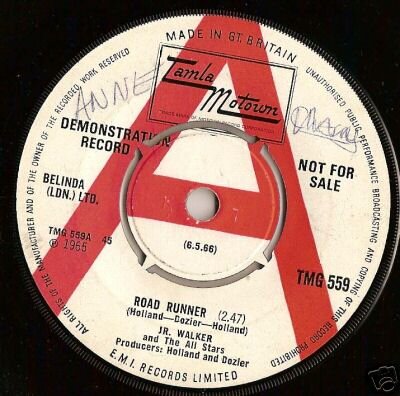 MADE IN GT. BRITAIN
ALL RIGHTS OF THE MANUFACTURER AND OF THE OWNER OF THE RECORDED WORK RESERVED
UNAUTHORISED PUBLIC PERFORMANCE BROADCASTING AND COPYING OF THIS RECORD PROHIBITED
Tamla
Motown
ANNE
DEMONSTRATION
RECORD
NOT FOR
SALE
BELINDA
(LDN.) LTD.
TMG 559A 45
℗ 1965
(6.5.66)
TMG 559
ROAD RUNNER (2.47)
(Holland—Dozier—Holland)
JR. WALKER
and The All Stars
Producers: Holland and Dozier
E.M.I. RECORDS LIMITED